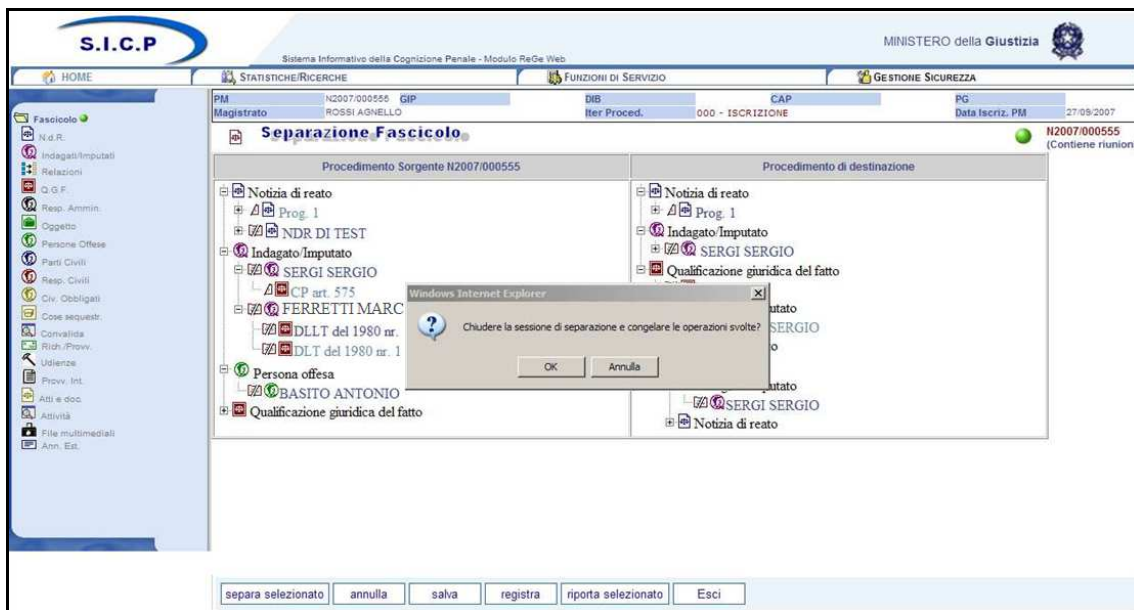 S.I.C.P
Sistema Informativo della Cognizione Penale - Modulo ReGe Web
MINISTERO della Giustizia
HOME
STATISTICHE/RICERCHE
FUNZIONI DI SERVIZIO
GESTIONE SICUREZZA
PM N2007/000555 GIP DIB CAP PG
Magistrato ROSSI AGNELLO Iter Proced. 000 - ISCRIZIONE Data Iscriz. PM 27/09/2007
Fascicolo
N.d.R.
Indagati/Imputati
Relazioni
Q.G.F.
Resp. Ammin.
Oggetto
Persone Offese
Parti Civili
Resp. Civili
Civ. Obbligati
Cose sequestr.
Convalida
Rich./Provv.
Udienze
Provv. Int.
Atti e doc.
Attività
File multimediali
Ann. Est.
Separazione Fascicolo
N2007/000555
(Contiene riunion
Procedimento Sorgente N2007/000555
Notizia di reato
Prog. 1
NDR DI TEST
Indagato/Imputato
SERGI SERGIO
CP art. 575
FERRETTI MARC
DLLT del 1980 nr.
DLT del 1980 nr. 1
Persona offesa
BASITO ANTONIO
Qualificazione giuridica del fatto
Procedimento di destinazione
Notizia di reato
Prog. 1
Indagato/Imputato
SERGI SERGIO
Qualificazione giuridica del fatto
utato
SERGIO
o
utato
SERGI SERGIO
Notizia di reato
Windows Internet Explorer
Chiudere la sessione di separazione e congelare le operazioni svolte?
OK Annulla
separa selezionato annulla salva registra riporta selezionato Esci